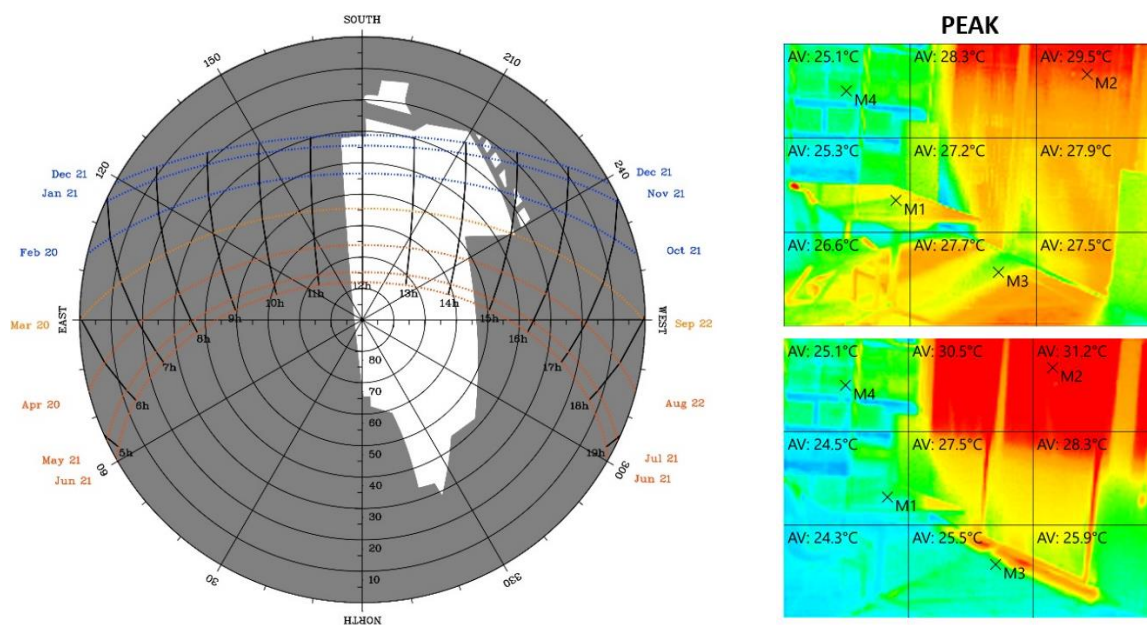 SOUTH
150
210
120
240
Dec 21
Jan 21
Feb 20
Mar 20
EAST
Apr 20
May 21
Jun 21
60
Dec 21
Nov 21
Oct 21
WEST
Sep 22
Aug 22
Jul 21
Jun 21
300
5h
6h
7h
8h
9h
10h
11h
12h
13h
14h
15h
16h
17h
18h
19h
80
70
60
50
40
30
20
10
30
330
NORTH
PEAK
AV: 25.1°C
AV: 28.3°C
AV: 29.5°C
M4
M2
AV: 25.3°C
AV: 27.2°C
AV: 27.9°C
M1
AV: 26.6°C
AV: 27.7°C
AV: 27.5°C
M3
AV: 25.1°C
AV: 30.5°C
AV: 31.2°C
M4
M2
AV: 24.5°C
AV: 27.5°C
AV: 28.3°C
M1
AV: 24.3°C
AV: 25.5°C
AV: 25.9°C
M3